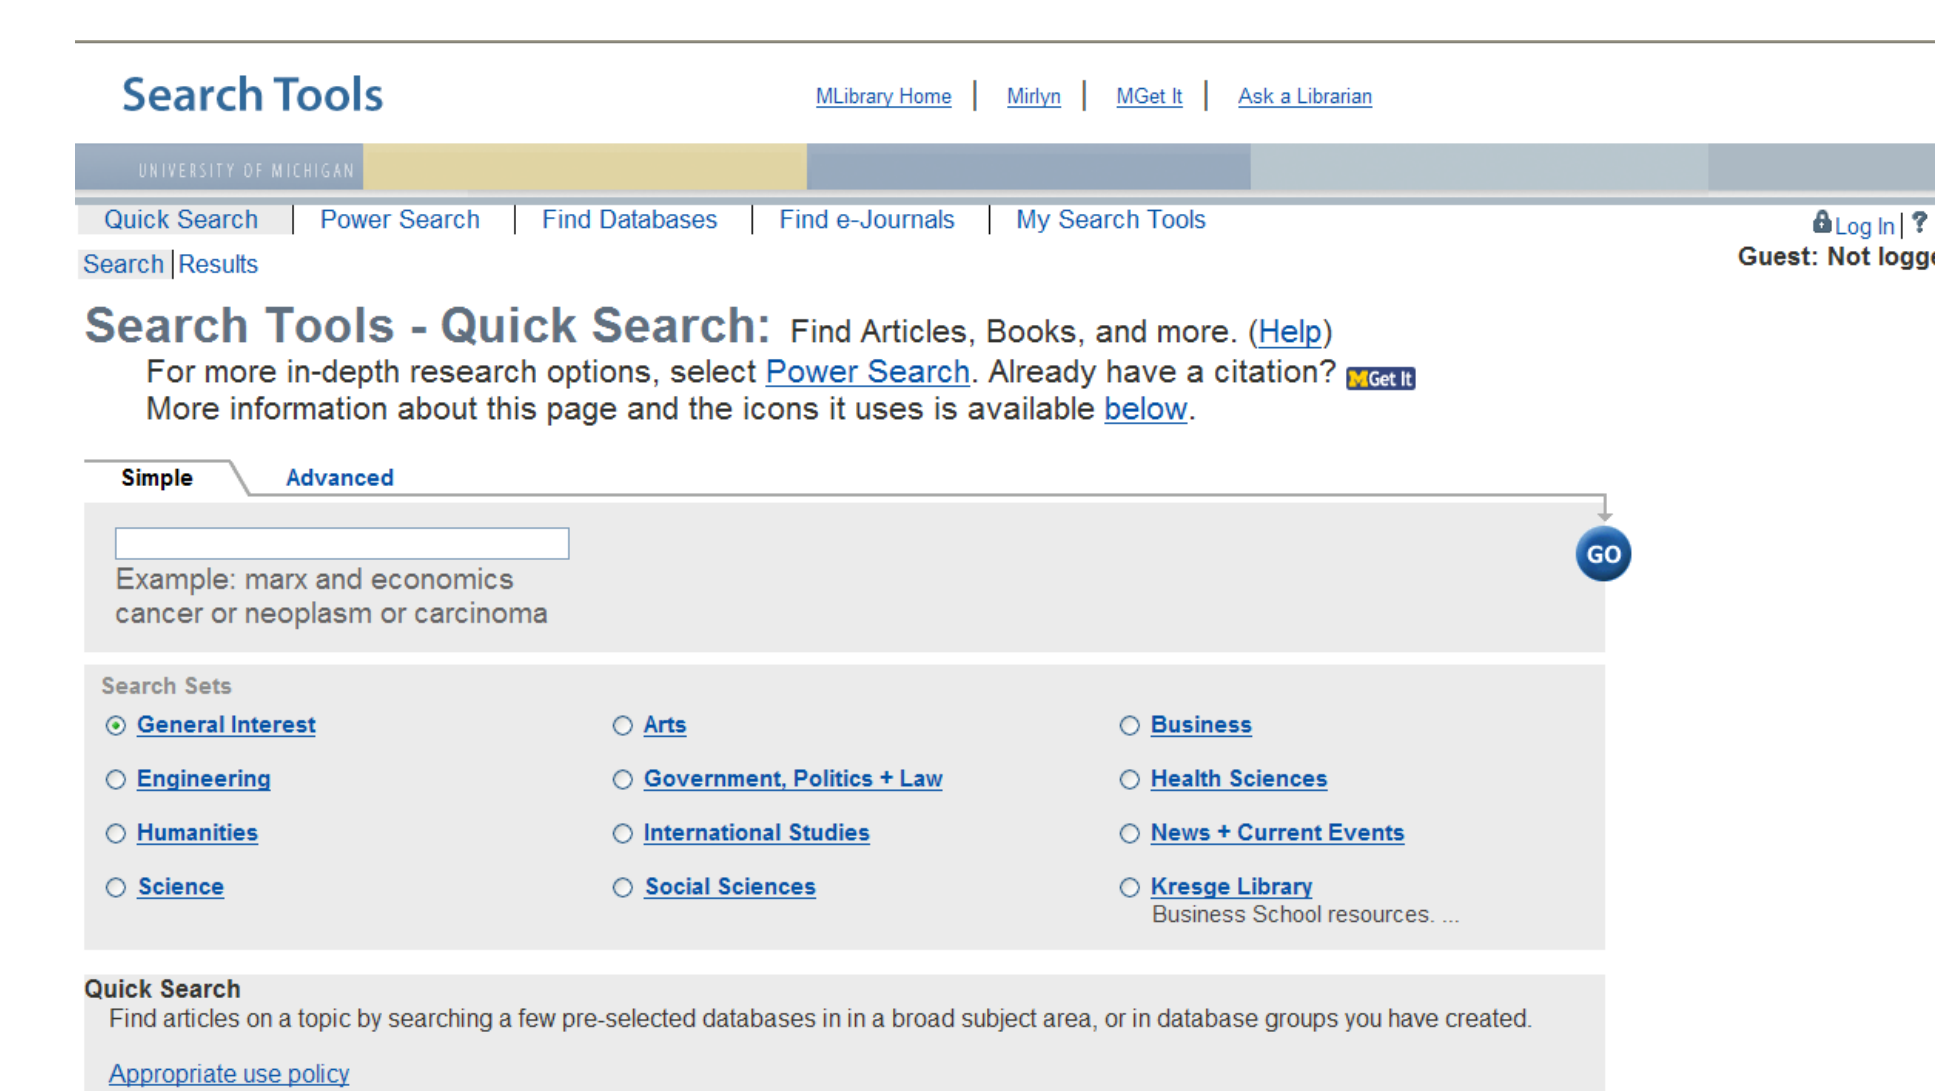 Search Tools
MLibrary Home | Mirlyn | MGet It | Ask a Librarian
UNIVERSITY OF MICHIGAN
Quick Search | Power Search | Find Databases | Find e-Journals | My Search Tools
Log In | ?
Search | Results
Guest: Not logge
Search Tools - Quick Search: Find Articles, Books, and more. (Help)
For more in-depth research options, select Power Search. Already have a citation? MGet It
More information about this page and the icons it uses is available below.
Simple Advanced
GO
Example: marx and economics
cancer or neoplasm or carcinoma
Search Sets
General Interest Arts Business
Engineering Government, Politics + Law Health Sciences
Humanities International Studies News + Current Events
Science Social Sciences Kresge Library
Business School resources. ...
Quick Search
Find articles on a topic by searching a few pre-selected databases in in a broad subject area, or in database groups you have created.
Appropriate use policy